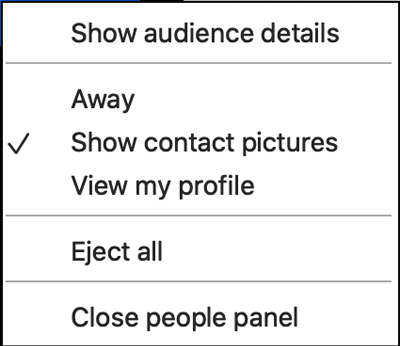 Show audience details
Away
Show contact pictures
View my profile
Eject all
Close people panel